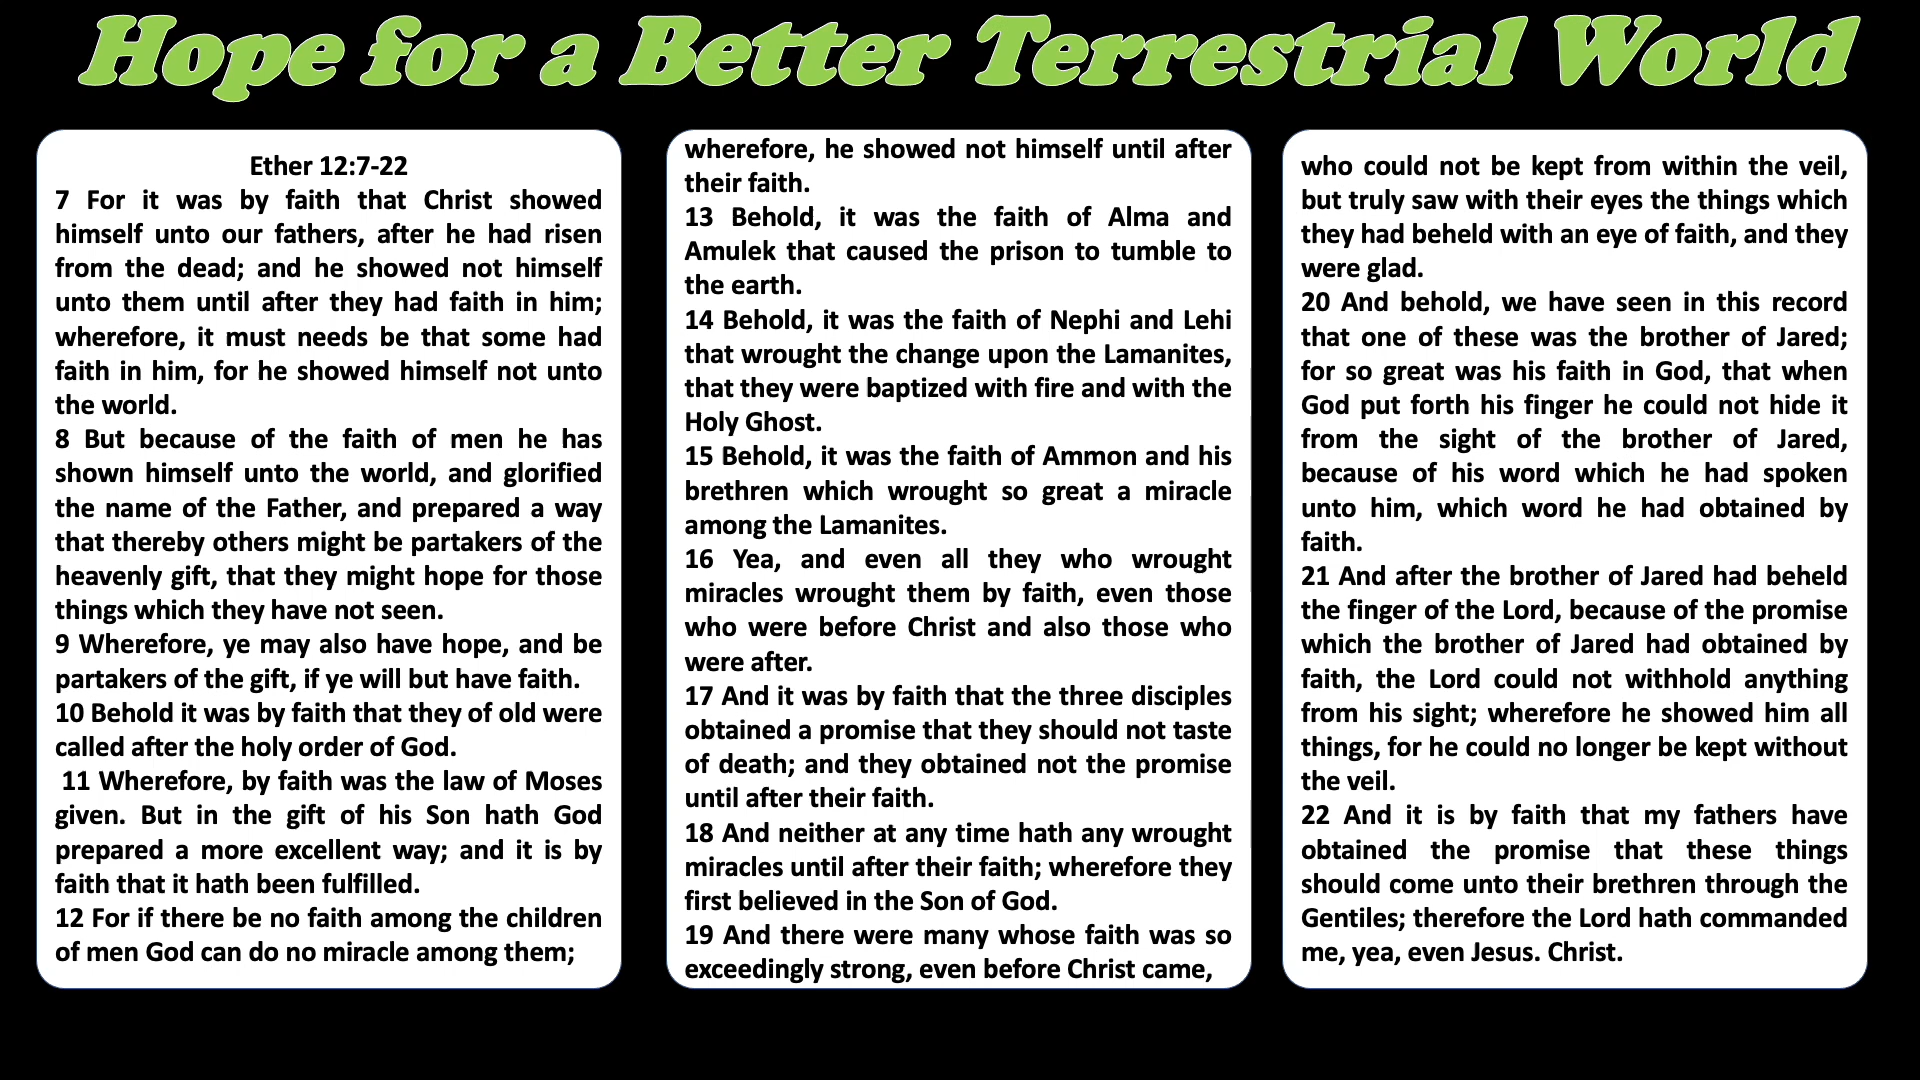 Hope for a Better Terrestrial World
Ether 12:7-22
7 For it was by faith that Christ showed
himself unto our fathers, after he had risen
from the dead; and he showed not himself
unto them until after they had faith in him;
wherefore, it must needs be that some had
faith in him, for he showed himself not unto
the world.
8 But because of the faith of men he has
shown himself unto the world, and glorified
the name of the Father, and prepared a way
that thereby others might be partakers of the
heavenly gift, that they might hope for those
things which they have not seen.
9 Wherefore, ye may also have hope, and be
partakers of the gift, if ye will but have faith.
10 Behold it was by faith that they of old were
called after the holy order of God.
11 Wherefore, by faith was the law of Moses
given. But in the gift of his Son hath God
prepared a more excellent way; and it is by
faith that it hath been fulfilled.
12 For if there be no faith among the children
of men God can do no miracle among them;
wherefore, he showed not himself until after
their faith.
13 Behold, it was the faith of Alma and
Amulek that caused the prison to tumble to
the earth.
14 Behold, it was the faith of Nephi and Lehi
that wrought the change upon the Lamanites,
that they were baptized with fire and with the
Holy Ghost.
15 Behold, it was the faith of Ammon and his
brethren which wrought so great a miracle
among the Lamanites.
16 Yea, and even all they who wrought
miracles wrought them by faith, even those
who were before Christ and also those who
were after.
17 And it was by faith that the three disciples
obtained a promise that they should not taste
of death; and they obtained not the promise
until after their faith.
18 And neither at any time hath any wrought
miracles until after their faith; wherefore they
first believed in the Son of God.
19 And there were many whose faith was so
exceedingly strong, even before Christ came,
who could not be kept from within the veil,
but truly saw with their eyes the things which
they had beheld with an eye of faith, and they
were glad.
20 And behold, we have seen in this record
that one of these was the brother of Jared;
for so great was his faith in God, that when
God put forth his finger he could not hide it
from the sight of the brother of Jared,
because of his word which he had spoken
unto him, which word he had obtained by
faith.
21 And after the brother of Jared had beheld
the finger of the Lord, because of the promise
which the brother of Jared had obtained by
faith, the Lord could not withhold anything
from his sight; wherefore he showed him all
things, for he could no longer be kept without
the veil.
22 And it is by faith that my fathers have
obtained the promise that these things
should come unto their brethren through the
Gentiles; therefore the Lord hath commanded
me, yea, even Jesus. Christ.